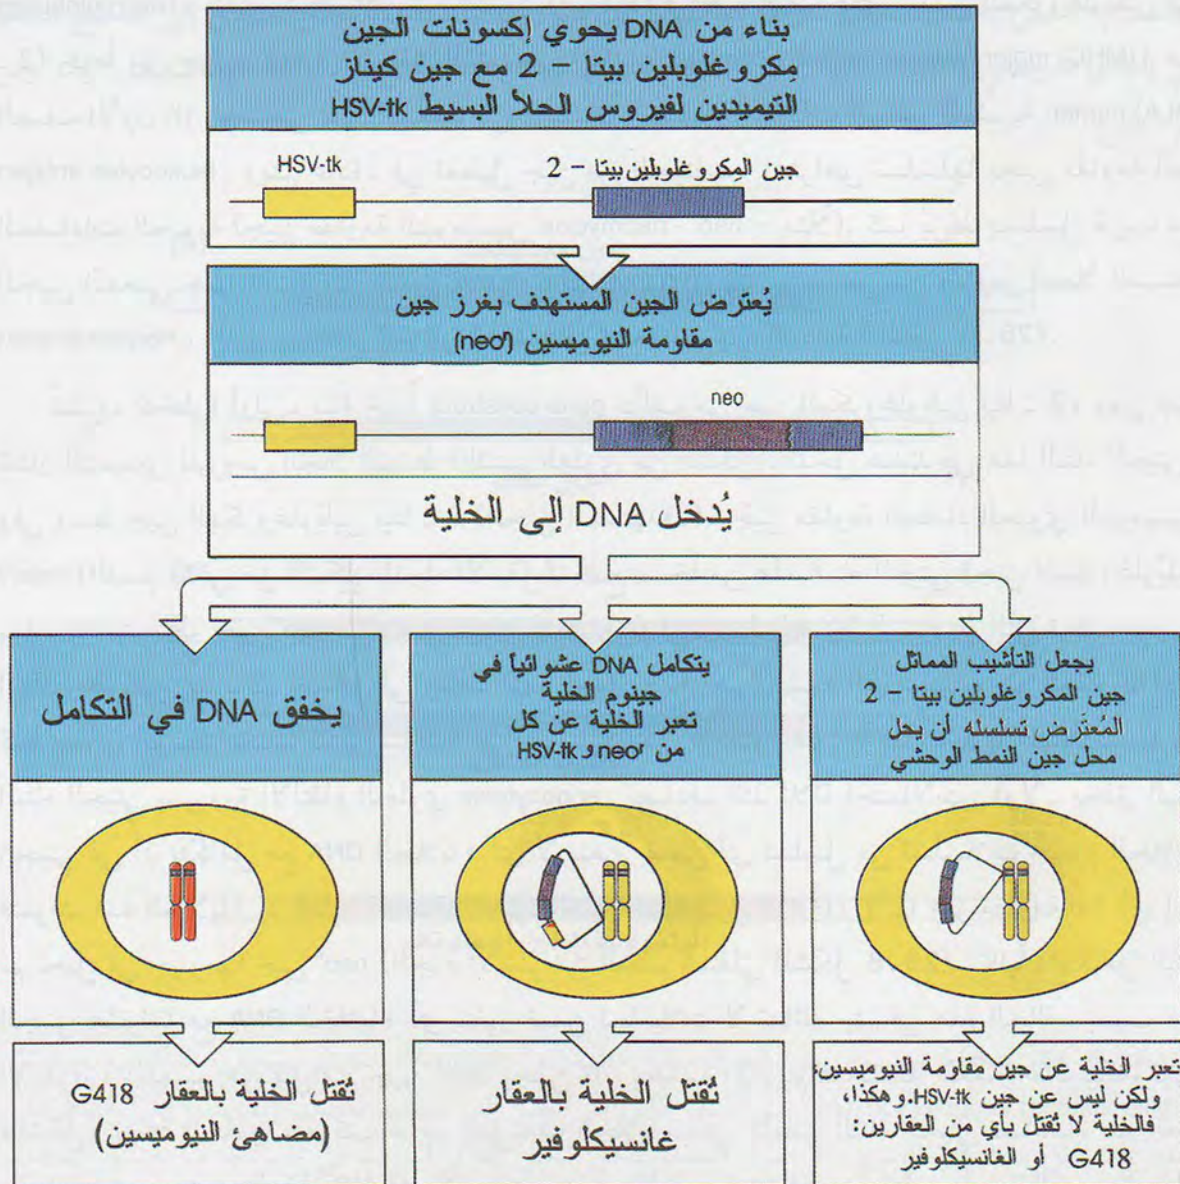 بناء من DNA يحوي إكسونات الجين
مِكروغلوبلين بيتا – 2 مع جين كيناز
التيميدين لفيروس الحلأ البسيط HSV-tk
جين المِكروغلوبلين بيتا – 2
HSV-tk
يُعترَض الجين المستهدف بغرز جين
مقاومة النيوميسين (neoʳ)
neo
يُدخل DNA إلى الخلية
يجعل التأشيب المماثل
جين المكروغلوبلين بيتا – 2
المُعترَض تسلسله أن يحل
محل جين النمط الوحشي
يتكامل DNA عشوائياً في
جينوم الخلية
تعبر الخلية عن كل
من neoʳ و HSV-tk
يخفق DNA في التكامل
تعبر الخلية عن جين مقاومة النيوميسين،
ولكن ليس عن جين HSV-tk. وهكذا،
فالخلية لا تُقتل بأي من العقارين:
G418 أو الغانسيكلوفير
تُقتل الخلية بالعقار
غانسيكلوفير
تُقتل الخلية بالعقار G418
(مضاهئ النيوميسين)